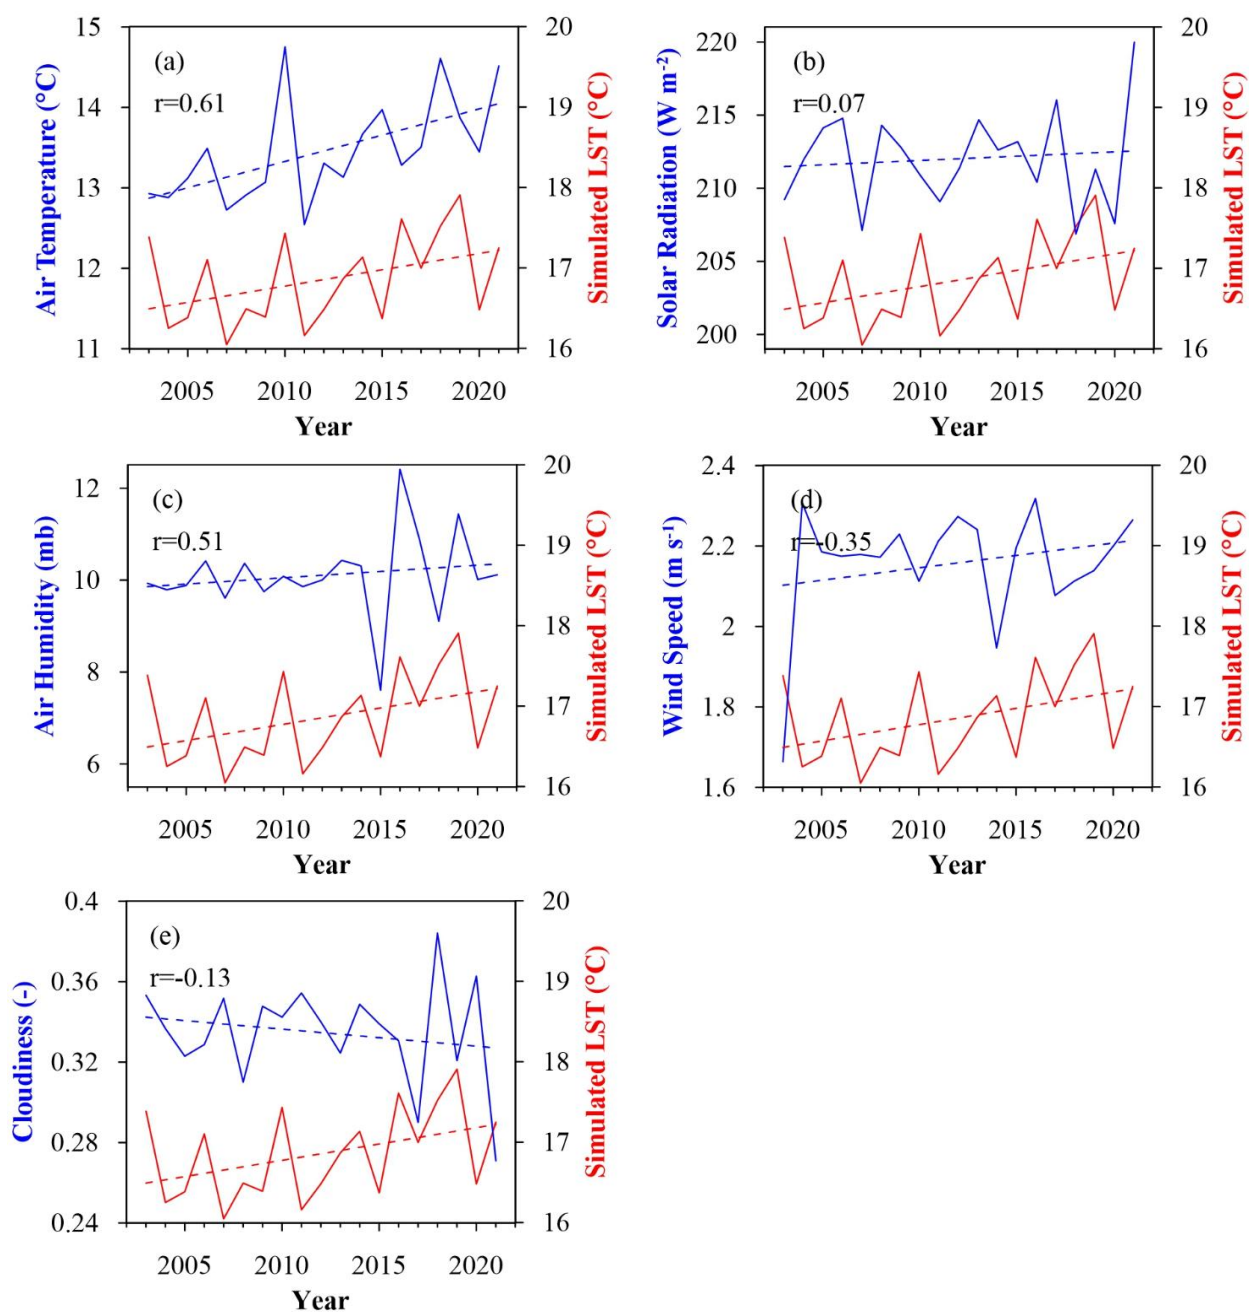 15
20
(a)
r=0.61
14
19
13
18
12
17
11
16
Air Temperature (°C)
Simulated LST (°C)
2005 2010 2015 2020
Year
220
20
(b)
r=0.07
215
19
210
18
205
17
200
16
Solar Radiation (W m⁻²)
Simulated LST (°C)
2005 2010 2015 2020
Year
12
20
(c)
r=0.51
10
19
8
18
6
17
16
Air Humidity (mb)
Simulated LST (°C)
2005 2010 2015 2020
Year
2.4
20
(d)
r=-0.35
2.2
19
2
18
1.8
17
1.6
16
Wind Speed (m s⁻¹)
Simulated LST (°C)
2005 2010 2015 2020
Year
0.4
20
(e)
r=-0.13
0.36
19
0.32
18
0.28
17
0.24
16
Cloudiness (-)
Simulated LST (°C)
2005 2010 2015 2020
Year